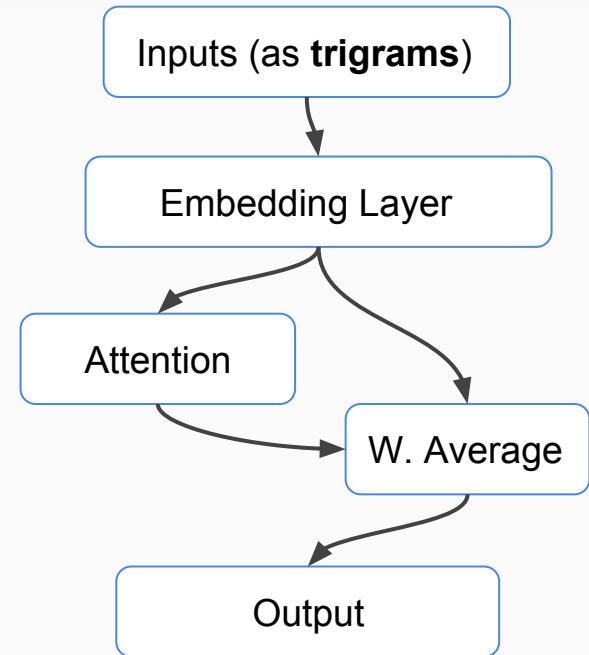 Inputs (as trigrams)
Embedding Layer
Attention
W. Average
Output